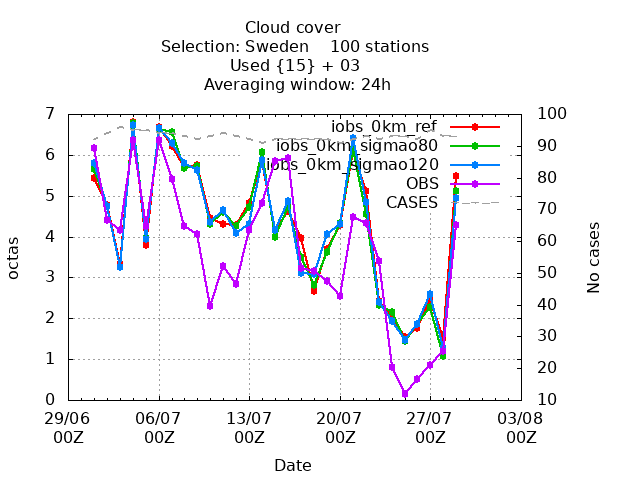 Cloud cover
Selection: Sweden    100 stations
Used {15} + 03
Averaging window: 24h
iobs_0km_ref
iobs_0km_sigmao80
iobs_0km_sigmao120
OBS
CASES
octas
No cases
7
6
5
4
3
2
1
0
100
90
80
70
60
50
40
30
20
10
29/06 06/07 13/07 20/07 27/07 03/08
00Z 00Z 00Z 00Z 00Z 00Z
Date